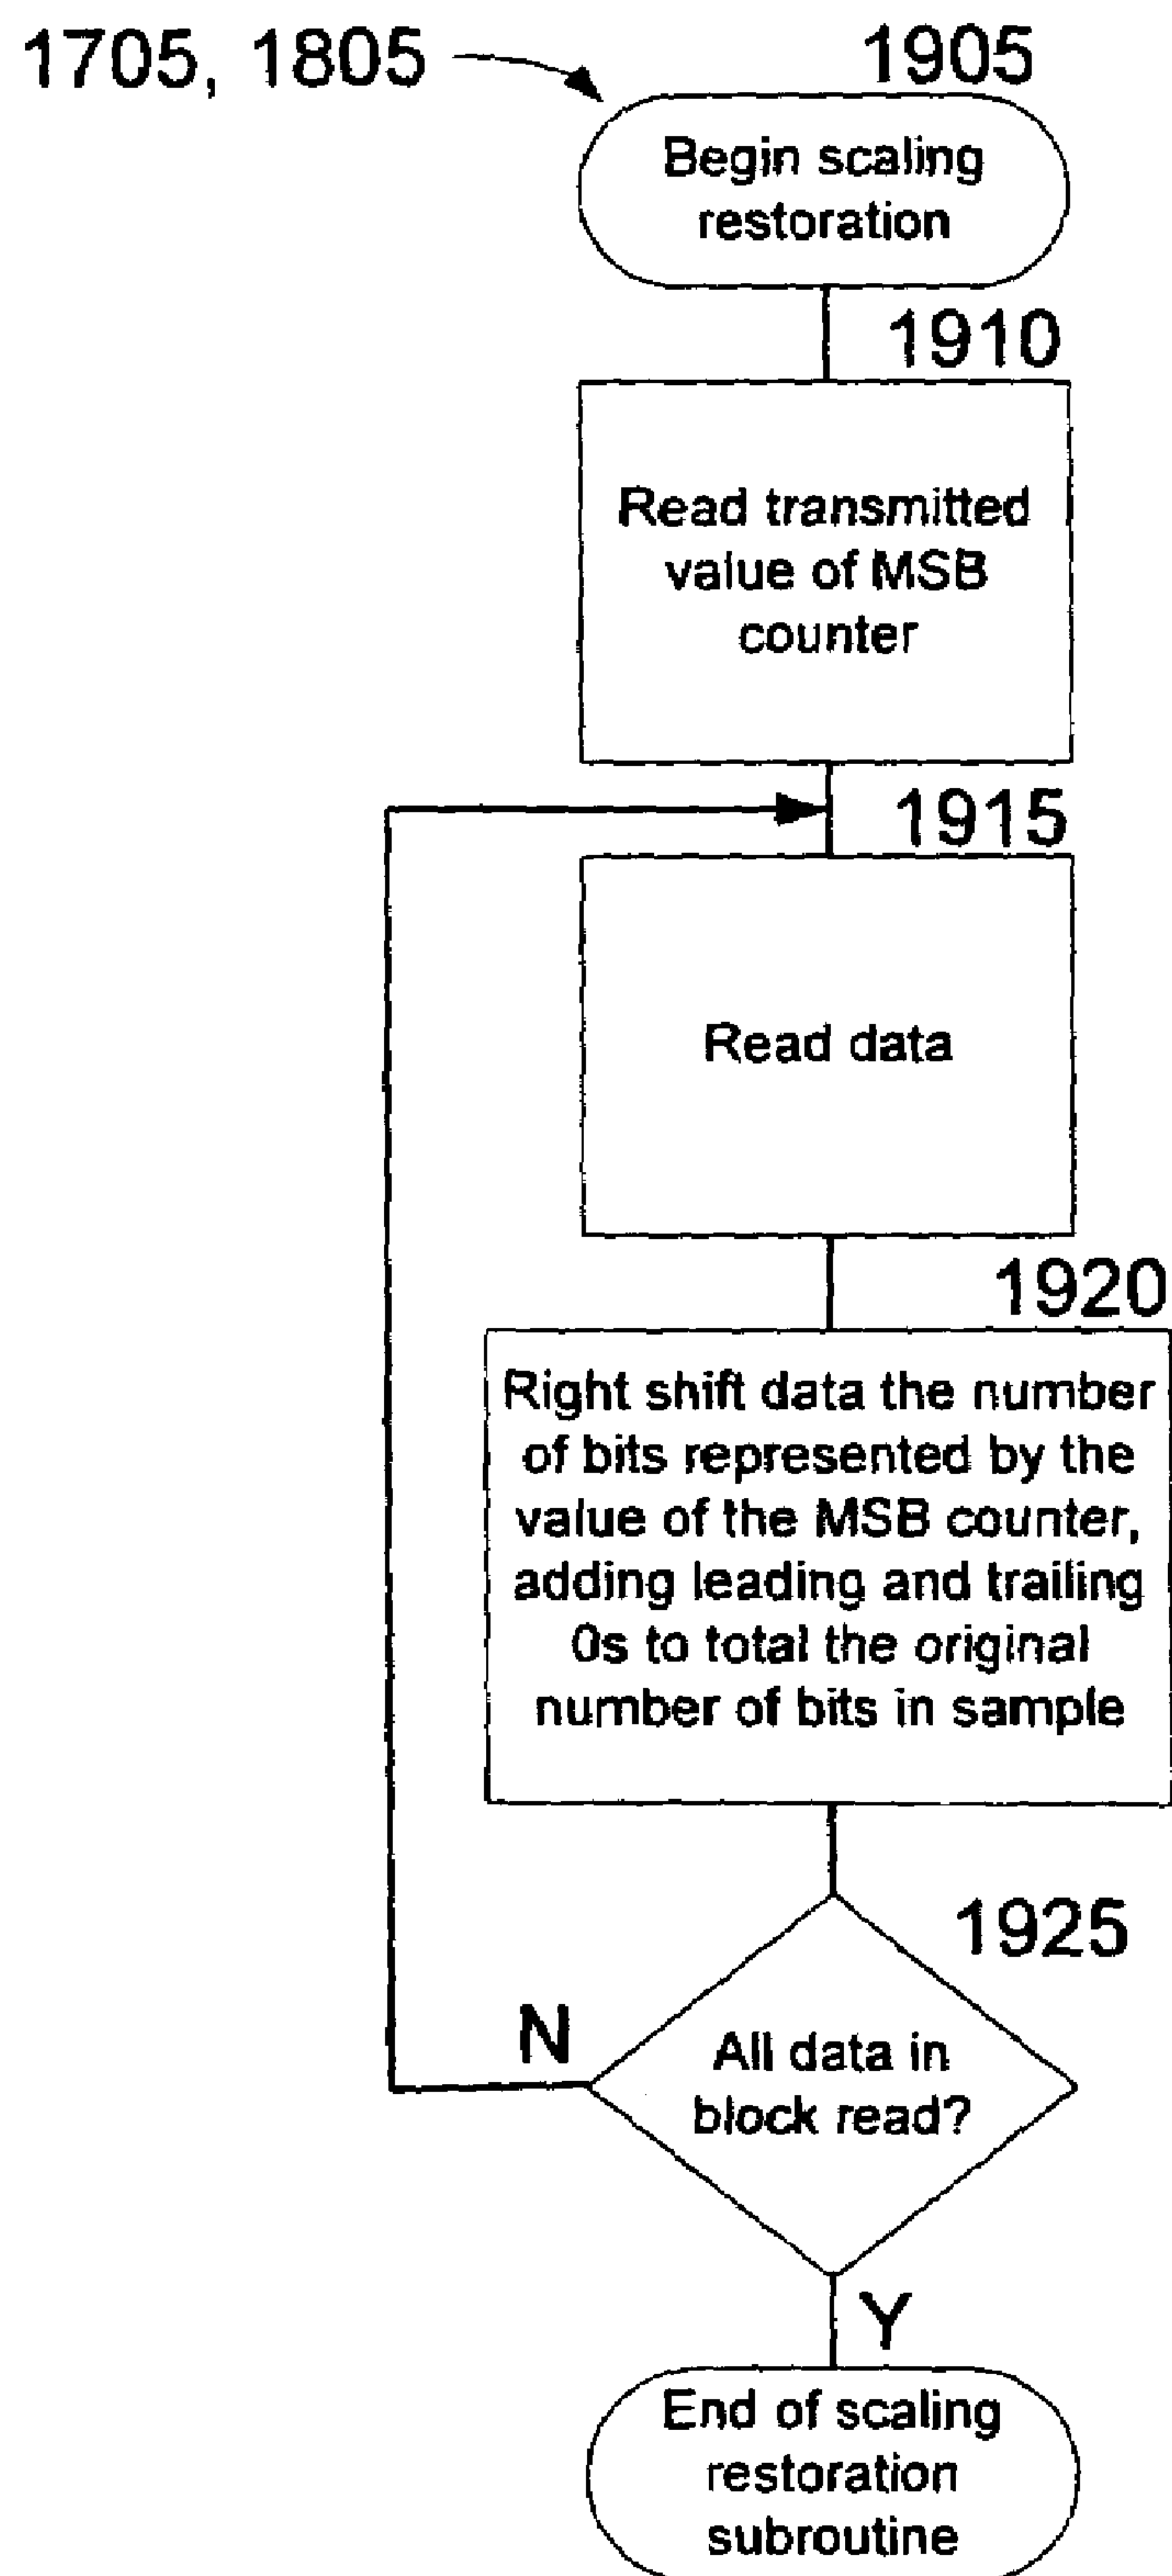 1705, 1805
1905
Begin scaling
restoration
1910
Read transmitted
value of MSB
counter
1915
Read data
1920
Right shift data the number
of bits represented by the
value of the MSB counter,
adding leading and trailing
0s to total the original
number of bits in sample
1925
N
All data in
block read?
Y
End of scaling
restoration
subroutine